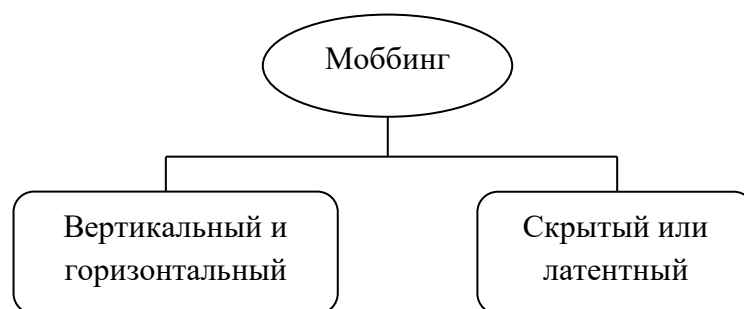 Моббинг
Вертикальный и
горизонтальный
Скрытый или
латентный